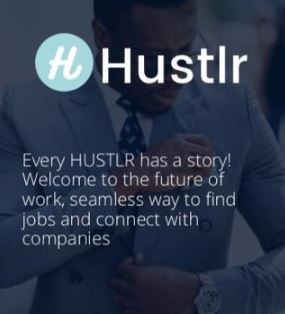 H Hustlr
Every HUSTLR has a story!
Welcome to the future of
work, seamless way to find
jobs and connect with
companies